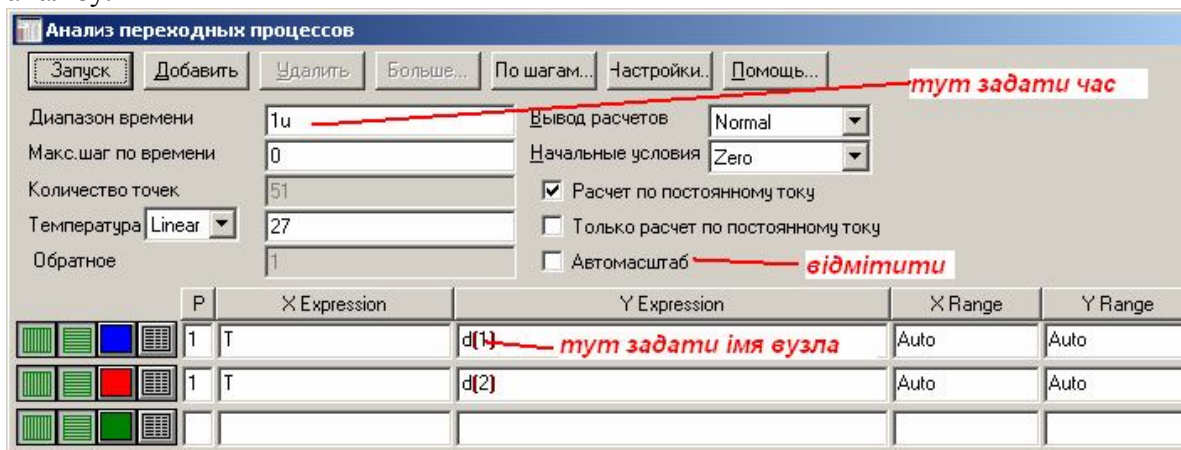 Анализ переходных процессов
Запуск Добавить Удалить Больше... По шагам... Настройки.. Помощь...
тут задати час
Диапазон времени 1u Вывод расчетов Normal
Макс.шаг по времени 0 Начальные условия Zero
Количество точек 51 Расчет по постоянному току
Температура Linear 27 Только расчет по постоянному току
Обратное 1 Автомасштаб відмітити
P X Expression Y Expression X Range Y Range
1 T d(1) тут задати імя вузла Auto Auto
1 T d(2) Auto Auto